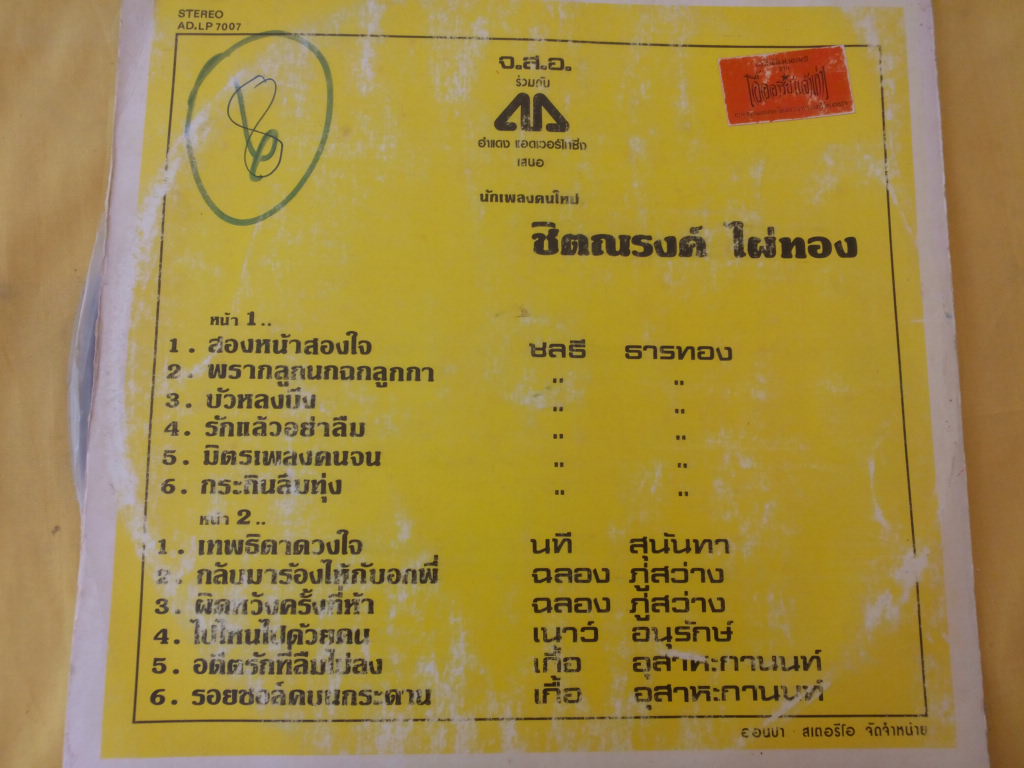 STEREO
AD.LP 7007
8
จ.ส.อ.
ร่วมกับ
อำแดง แอดเวอร์ไทซิ่ง
เสนอ
นักเพลงคนใหม่
ชิตณรงค์ ไผ่ทอง
หน้า 1..
1. สองหน้าสองใจ ชลธี ธารทอง
2. พรากลูกนกฉกลูกกา " "
3. บัวหลงบึง " "
4. รักแล้วอย่าลืม " "
5. มิตรเพลงคนจน " "
6. กระถินลืมทุ่ง " "
หน้า 2..
1. เทพธิดาดวงใจ นที สุนันทา
2. กลับมาร้องไห้กับอกพี่ ฉลอง ภู่สว่าง
3. ผิดหวังครั้งที่ห้า ฉลอง ภู่สว่าง
4. ไปไหนไปด้วยคน เนาว์ อนุรักษ์
5. อดีตรักที่ลืมไม่ลง เกื้อ อุสาหะกานนท์
6. รอยชอล์คบนกระดาน เกื้อ อุสาหะกานนท์
สเตอรีโอ จัดจำหน่าย